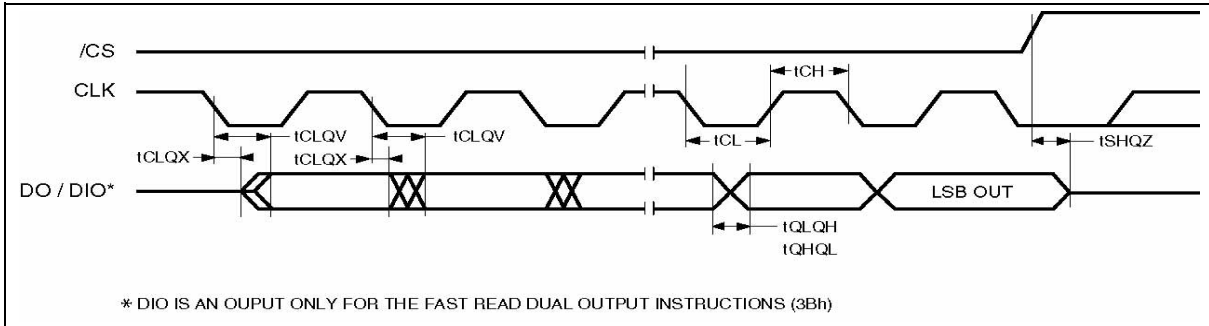 /CS
CLK
tCH
tCLQV
tCLQV
tCL
tSHQZ
tCLQX
tCLQX
DO / DIO*
LSB OUT
tQLQH
tQHQL
* DIO IS AN OUPUT ONLY FOR THE FAST READ DUAL OUTPUT INSTRUCTIONS (3Bh)